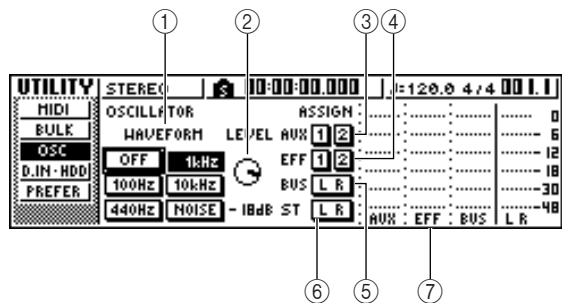 ① ② ③ ④
UTILITY STEREO S 00:00:00.000 ♩=120.0 4/4 001.1
MIDI
BULK
OSC
D.IN·HDD
PREFER
OSCILLATOR ASSIGN
WAVEFORM LEVEL AUX 1 2
OFF 1kHz EFF 1 2
100Hz 10kHz BUS L R
440Hz NOISE -18dB ST L R
0
6
12
18
30
48
AUX EFF BUS L R
⑥ ⑤ ⑦